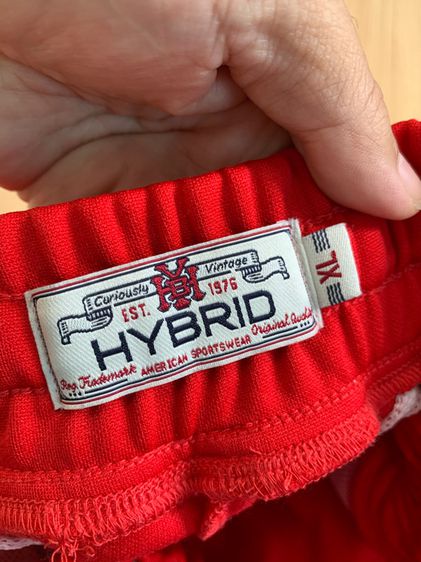 Curiously Vintage
EST. 1976
HYBRID
Reg. Trademark AMERICAN SPORTSWEAR Original Quality
XL